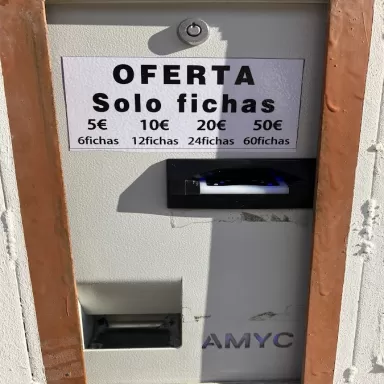 OFERTA
Solo fichas
5€ 10€ 20€ 50€
6fichas 12fichas 24fichas 60fichas
AMYC